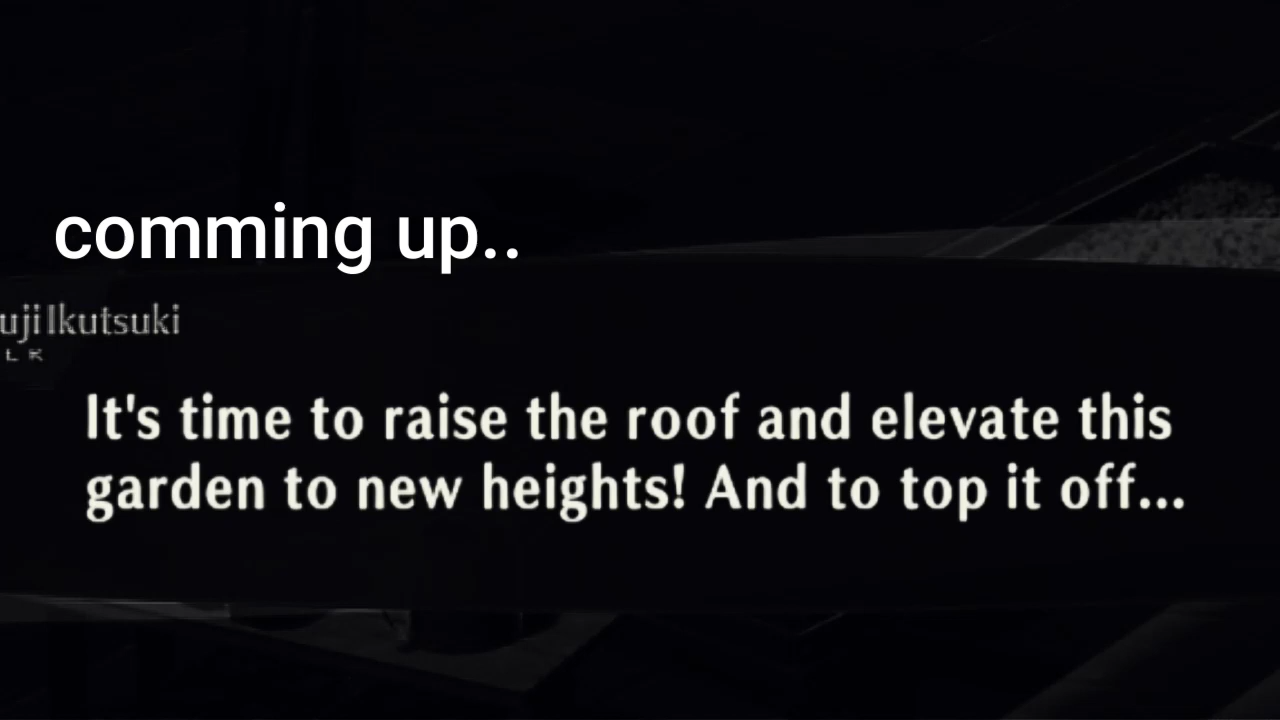 comming up..
uji Ikutsuki
L K
It's time to raise the roof and elevate this
garden to new heights! And to top it off...